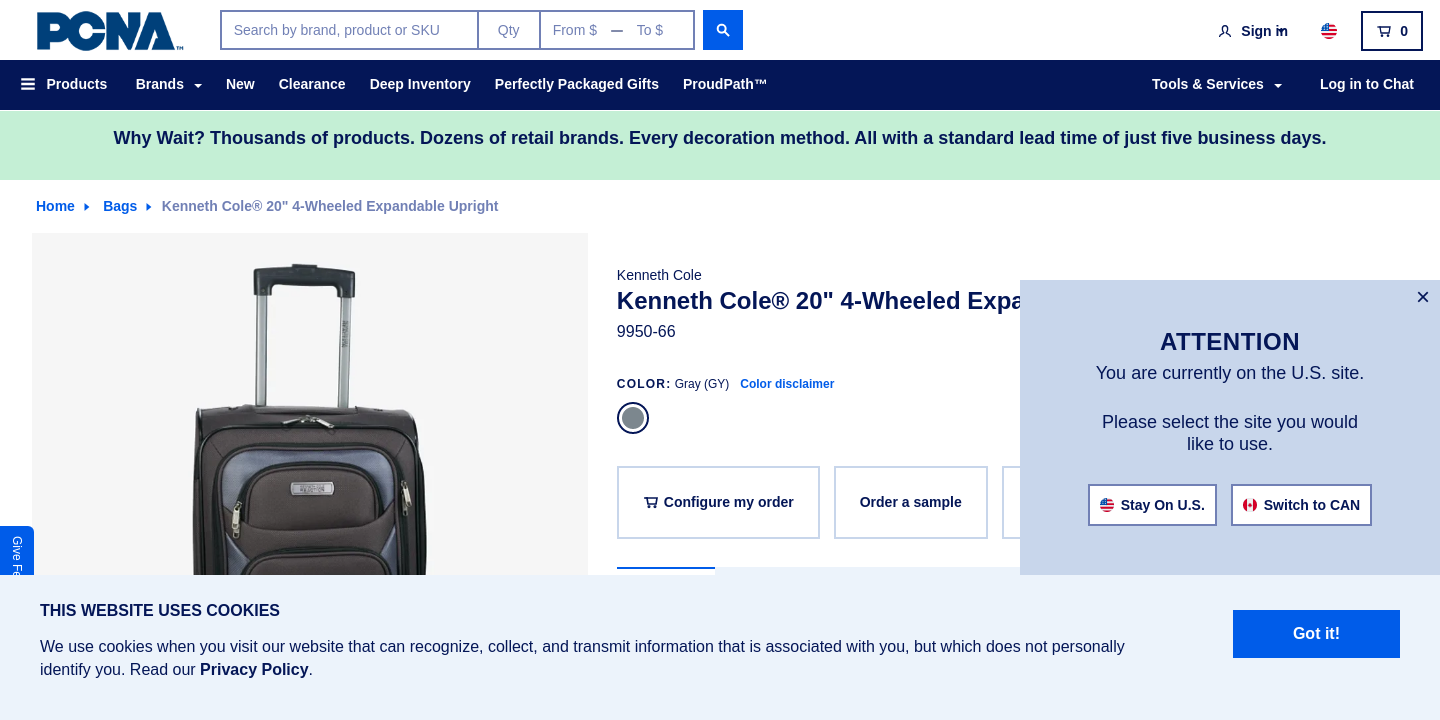 PCNA™
Search by brand, product or SKU
Qty
From $ — To $
Sign in
0
Products
Brands
New
Clearance
Deep Inventory
Perfectly Packaged Gifts
ProudPath™
Tools & Services
Log in to Chat
Why Wait? Thousands of products. Dozens of retail brands. Every decoration method. All with a standard lead time of just five business days.
Home
Bags
Kenneth Cole® 20" 4-Wheeled Expandable Upright
Kenneth Cole
Kenneth Cole® 20" 4-Wheeled Expa
9950-66
COLOR: Gray (GY) Color disclaimer
Configure my order
Order a sample
×
ATTENTION
You are currently on the U.S. site.
Please select the site you would
like to use.
Stay On U.S.
Switch to CAN
Give Fe
THIS WEBSITE USES COOKIES
We use cookies when you visit our website that can recognize, collect, and transmit information that is associated with you, but which does not personally
identify you. Read our Privacy Policy.
Got it!